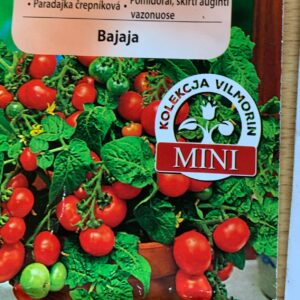 • Paradajka črepníková
• Pomidorai, skirti auginti
vazonuose
Bajaja
KOLEKCJA VILMORIN
MINI